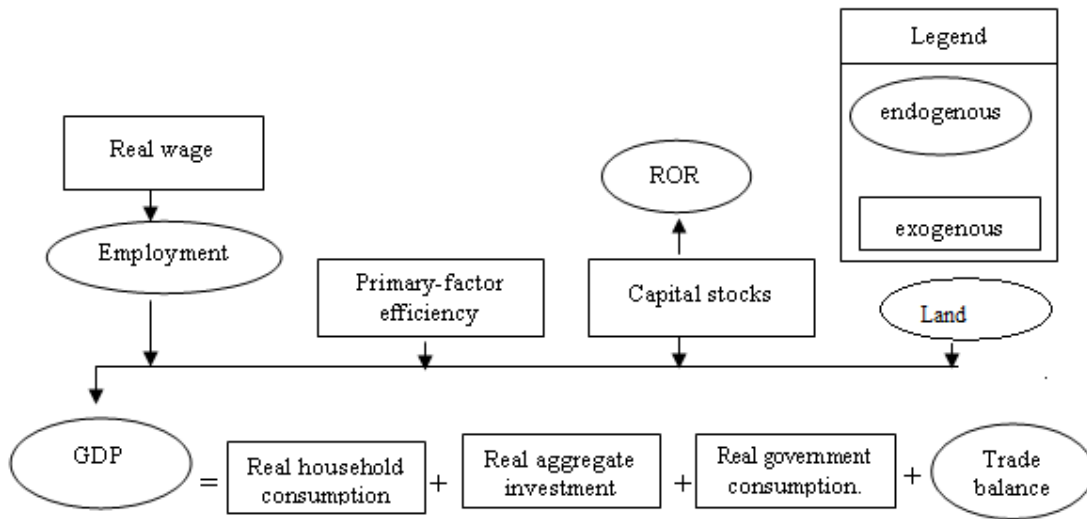 Legend
endogenous
exogenous
Real wage
ROR
Employment
Primary-factor
efficiency
Capital stocks
Land
GDP
=
Real household
consumption
+
Real aggregate
investment
+
Real government
consumption.
+
Trade
balance